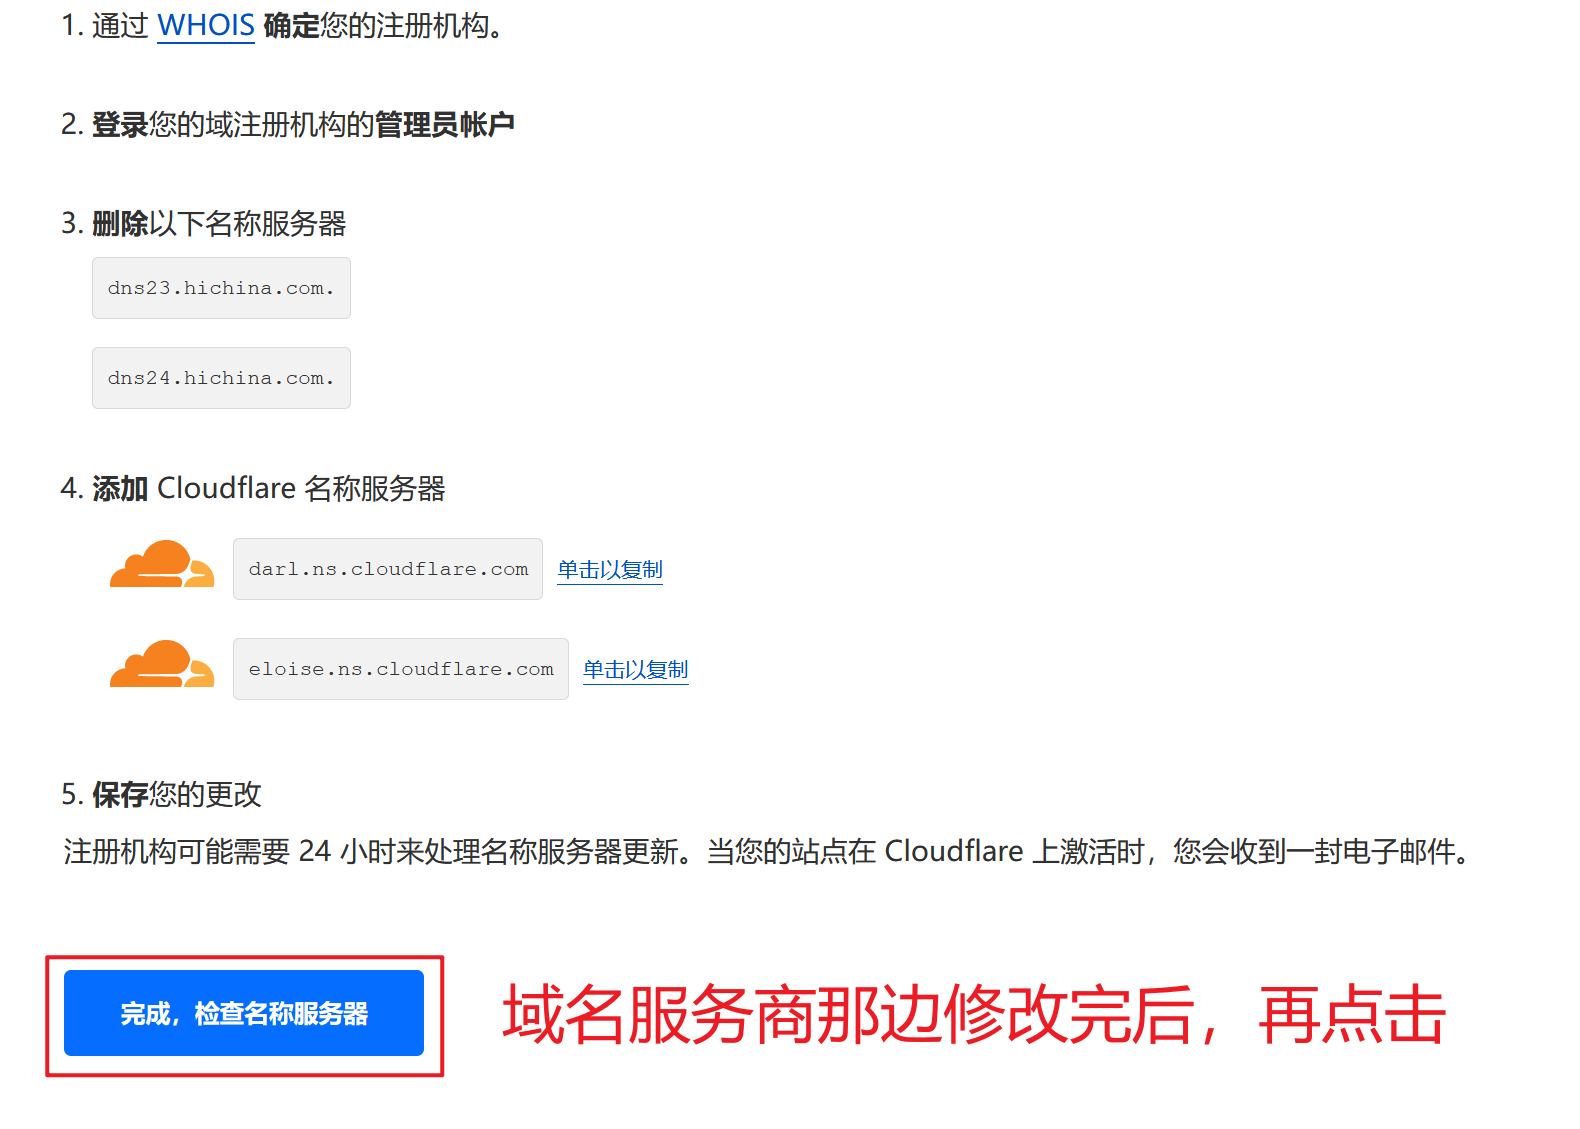 1. 通过 WHOIS 确定您的注册机构。
2. 登录您的域注册机构的管理员帐户
3. 删除以下名称服务器
dns23.hichina.com.
dns24.hichina.com.
4. 添加 Cloudflare 名称服务器
darl.ns.cloudflare.com 单击以复制
eloise.ns.cloudflare.com 单击以复制
5. 保存您的更改
注册机构可能需要 24 小时来处理名称服务器更新。当您的站点在 Cloudflare 上激活时，您会收到一封电子邮件。
完成，检查名称服务器 域名服务商那边修改完后，再点击